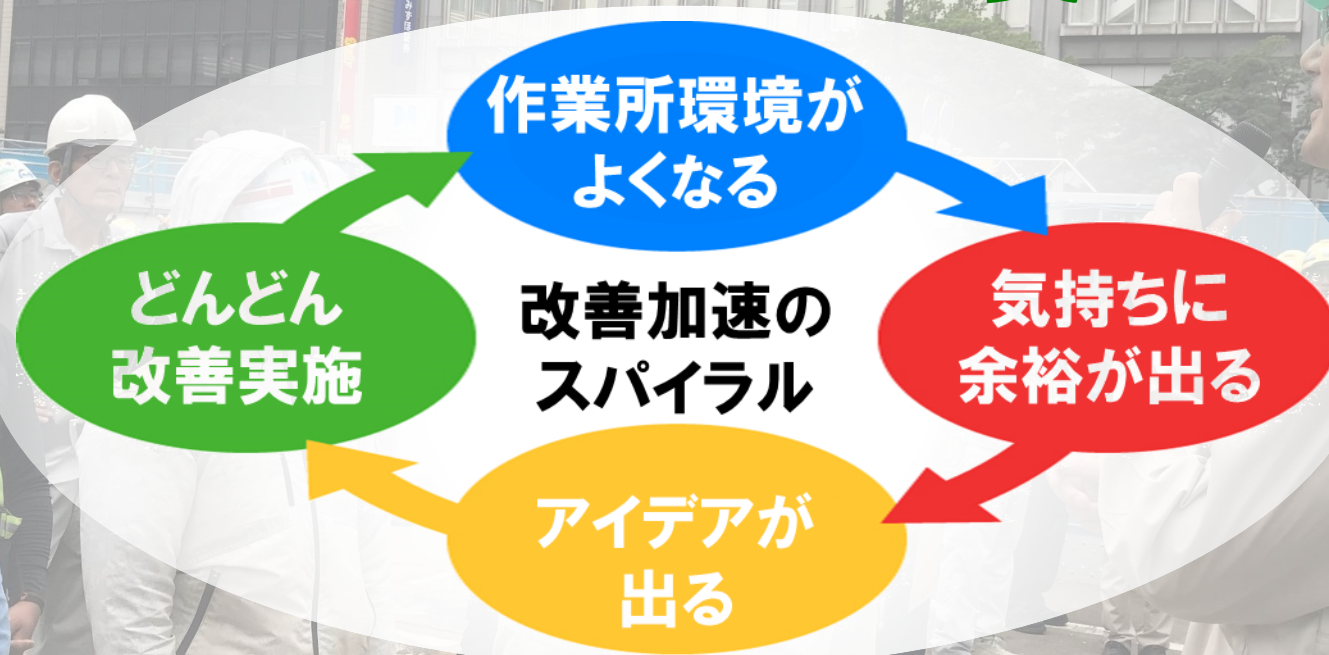 作業所環境が
よくなる
気持ちに
余裕が出る
改善加速の
スパイラル
どんどん
改善実施
アイデアが
出る